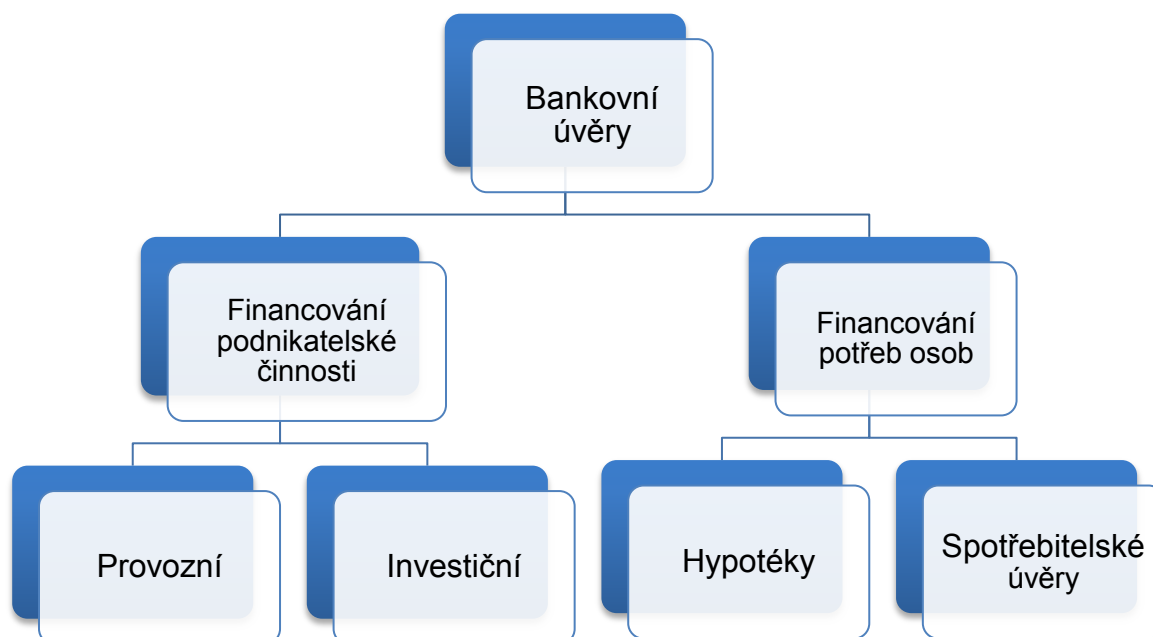 Bankovní
úvěry
Financování
podnikatelské
činnosti
Financování
potřeb osob
Provozní
Investiční
Hypotéky
Spotřebitelské
úvěry